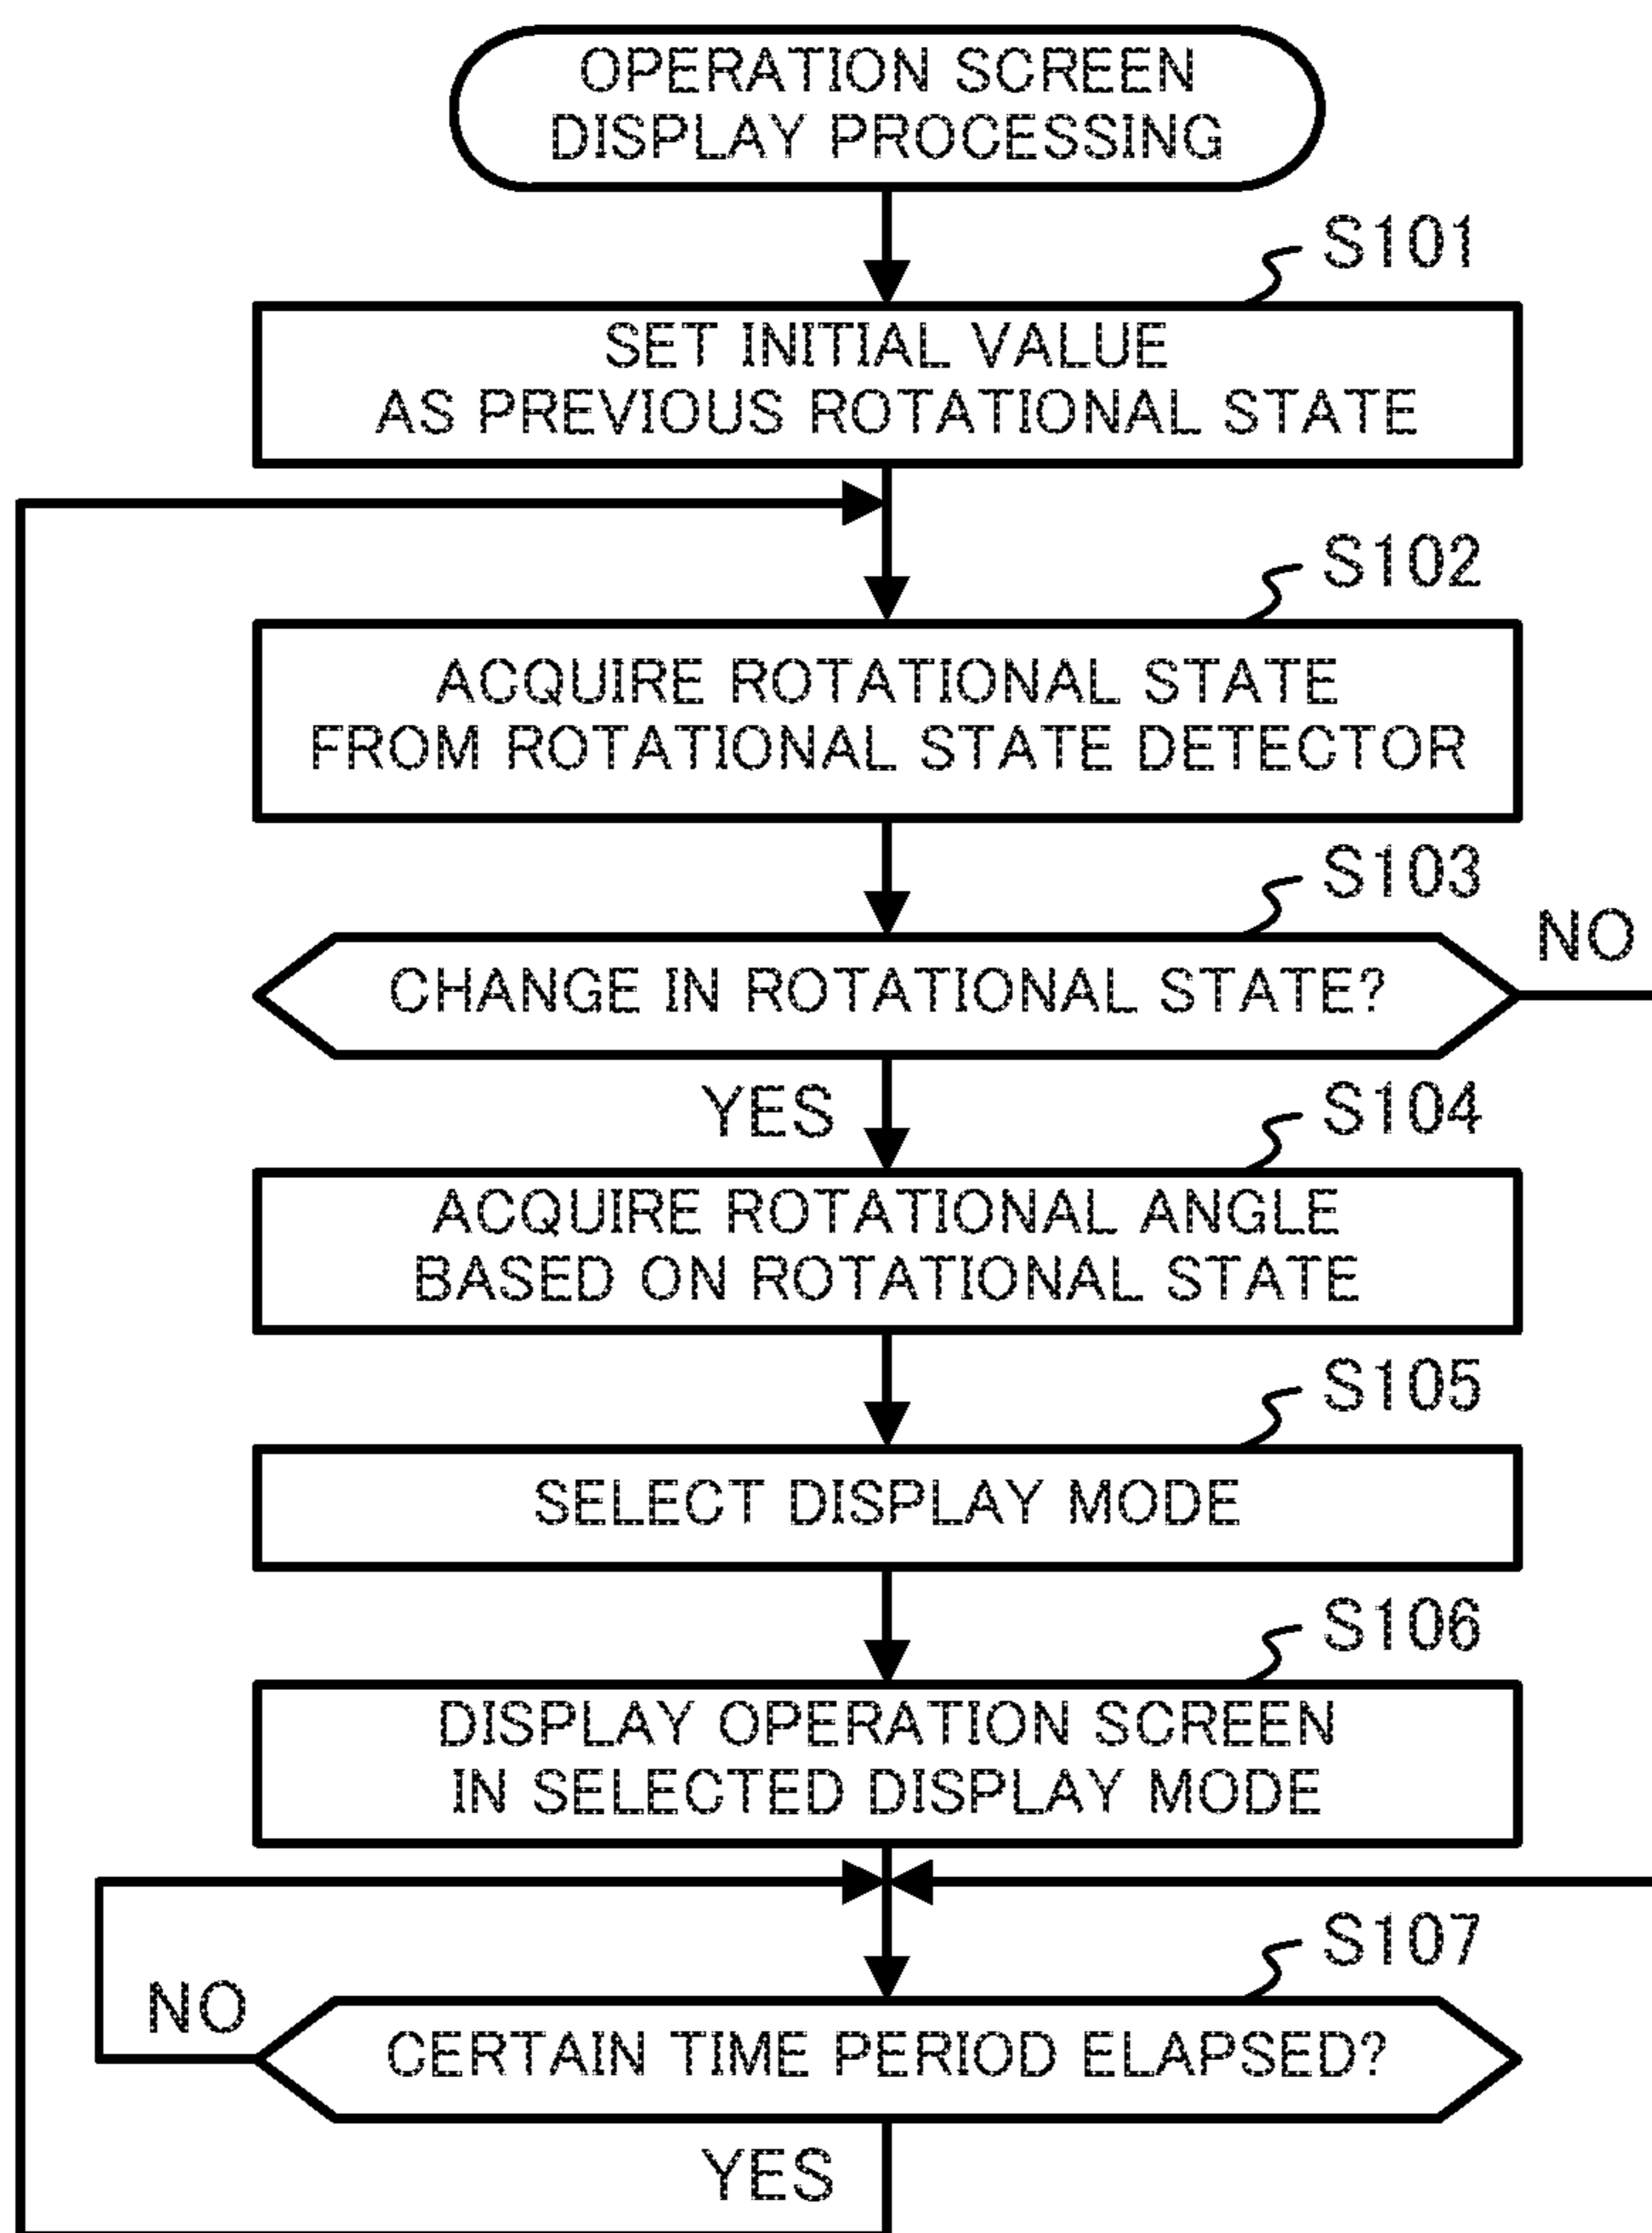 OPERATION SCREEN
DISPLAY PROCESSING
S101
SET INITIAL VALUE
AS PREVIOUS ROTATIONAL STATE
S102
ACQUIRE ROTATIONAL STATE
FROM ROTATIONAL STATE DETECTOR
S103
NO
CHANGE IN ROTATIONAL STATE?
YES
S104
ACQUIRE ROTATIONAL ANGLE
BASED ON ROTATIONAL STATE
S105
SELECT DISPLAY MODE
S106
DISPLAY OPERATION SCREEN
IN SELECTED DISPLAY MODE
S107
NO
CERTAIN TIME PERIOD ELAPSED?
YES